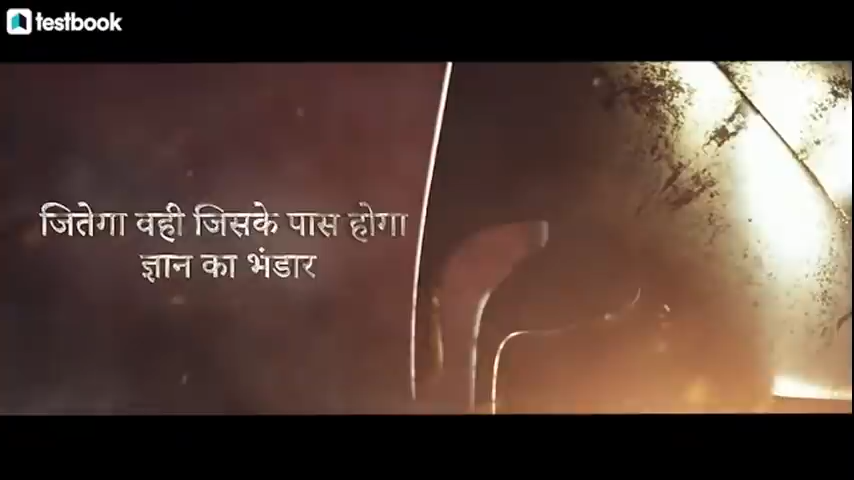 testbook
जितेगा वही जिसके पास होगा
ज्ञान का भंडार